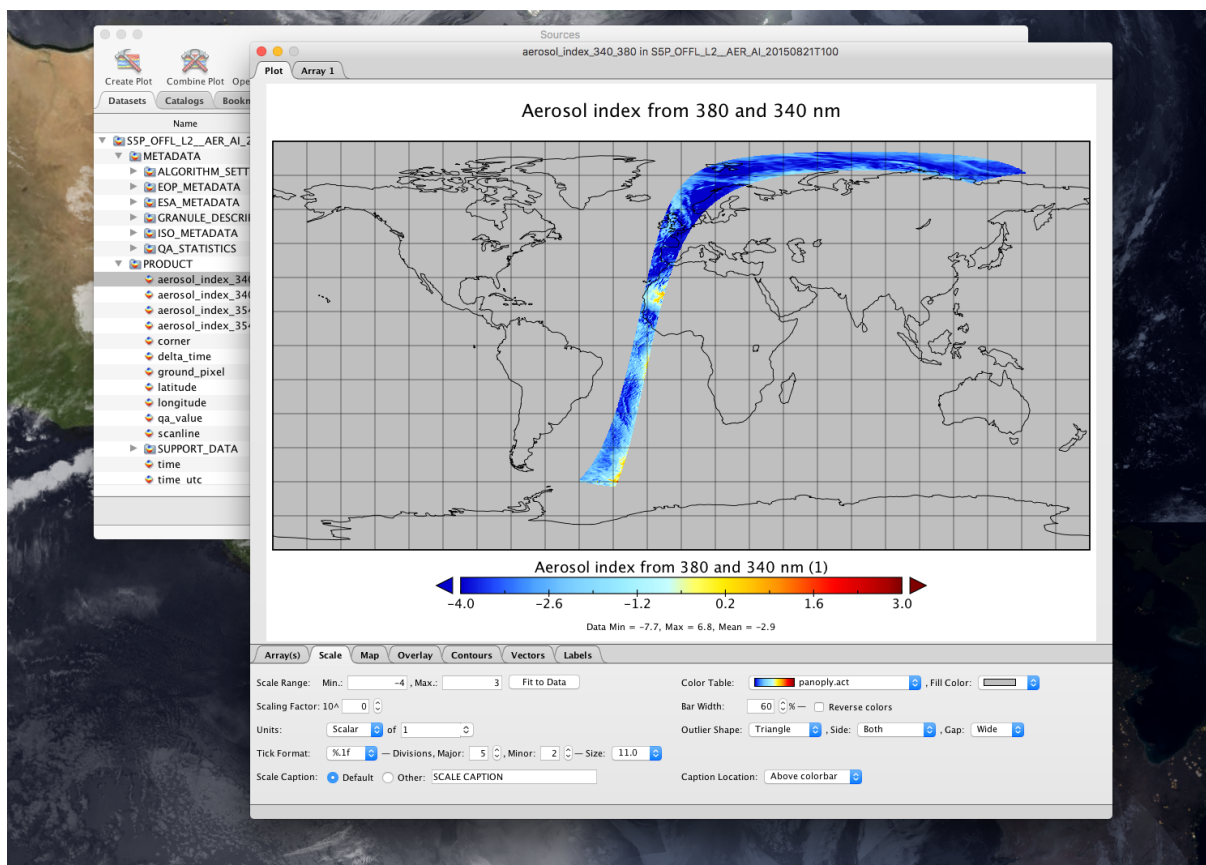 Sources
Create Plot Combine Plot Ope
Datasets Catalogs Bookn
Name
S5P_OFFL_L2__AER_AI_2
METADATA
ALGORITHM_SETT
EOP_METADATA
ESA_METADATA
GRANULE_DESCRI
ISO_METADATA
QA_STATISTICS
PRODUCT
aerosol_index_340
aerosol_index_340
aerosol_index_354
aerosol_index_354
corner
delta_time
ground_pixel
latitude
longitude
qa_value
scanline
SUPPORT_DATA
time
time_utc
aerosol_index_340_380 in S5P_OFFL_L2__AER_AI_20150821T100
Plot Array 1
Aerosol index from 380 and 340 nm
Aerosol index from 380 and 340 nm (1)
-4.0 -2.6 -1.2 0.2 1.6 3.0
Data Min = -7.7, Max = 6.8, Mean = -2.9
Array(s) Scale Map Overlay Contours Vectors Labels
Scale Range: Min.: -4 , Max.: 3 Fit to Data Color Table: panoply.act , Fill Color:
Scaling Factor: 10^ 0 Bar Width: 60 % — Reverse colors
Units: Scalar of 1 Outlier Shape: Triangle , Side: Both , Gap: Wide
Tick Format: %.1f — Divisions, Major: 5 , Minor: 2 — Size: 11.0
Scale Caption: Default Other: SCALE CAPTION Caption Location: Above colorbar